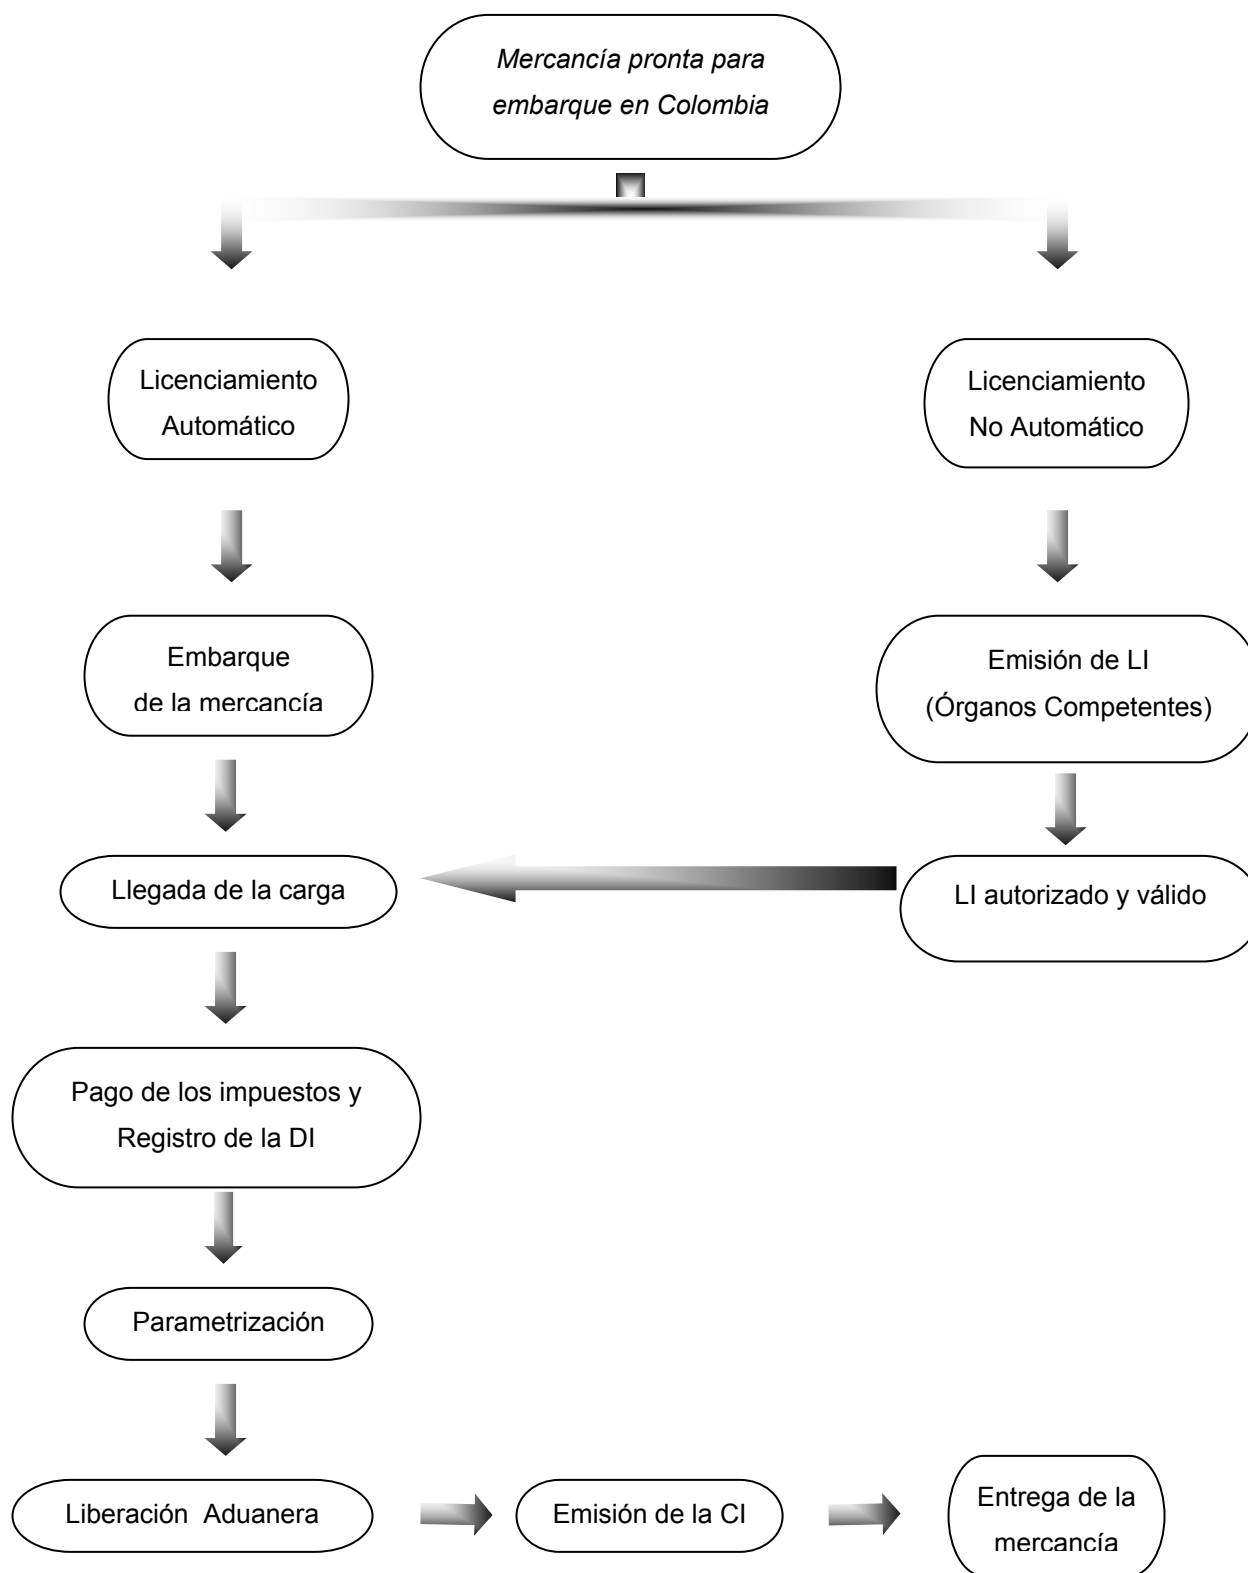 Mercancía pronta para
embarque en Colombia
Licenciamiento
Automático
Licenciamiento
No Automático
Embarque
de la mercancía
Emisión de LI
(Órganos Competentes)
Llegada de la carga
LI autorizado y válido
Pago de los impuestos y
Registro de la DI
Parametrización
Liberación Aduanera
Emisión de la CI
Entrega de la
mercancía